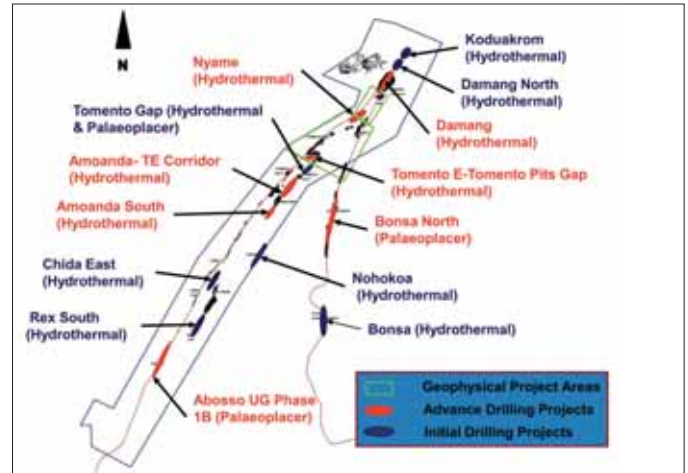 N
Koduakrom
(Hydrothermal)
Nyame
(Hydrothermal)
Damang North
(Hydrothermal)
Tomento Gap (Hydrothermal
& Palaeoplacer)
Damang
(Hydrothermal)
Amoanda- TE Corridor
(Hydrothermal)
Tomento E-Tomento Pits Gap
(Hydrothermal)
Amoanda South
(Hydrothermal)
Bonsa North
(Palaeoplacer)
Chida East
(Hydrothermal)
Nohokoa
(Hydrothermal)
Rex South
(Hydrothermal)
Bonsa (Hydrothermal)
Abosso UG Phase
1B (Palaeoplacer)
Geophysical Project Areas
Advance Drilling Projects
Initial Drilling Projects